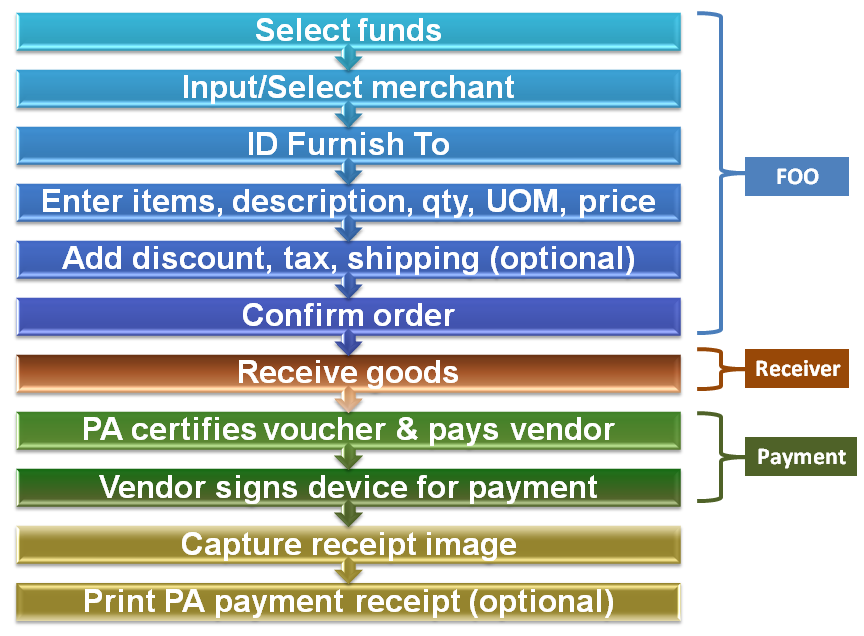 Select funds
Input/Select merchant
ID Furnish To
Enter items, description, qty, UOM, price
Add discount, tax, shipping (optional)
Confirm order
FOO
Receive goods
Receiver
PA certifies voucher & pays vendor
Vendor signs device for payment
Payment
Capture receipt image
Print PA payment receipt (optional)